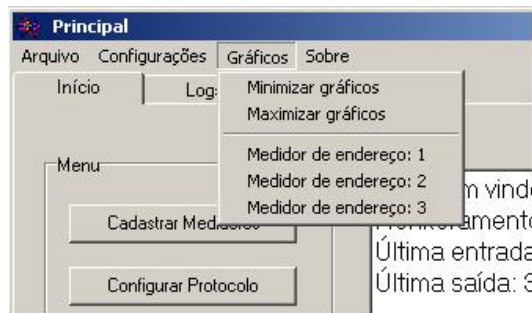 Principal
Arquivo Configurações Gráficos Sobre
Início
Minimizar gráficos
Maximizar gráficos
Medidor de endereço: 1
Medidor de endereço: 2
Medidor de endereço: 3
Menu
Cadastrar
Configurar Protocolo
Última entrada
Última saída: 3